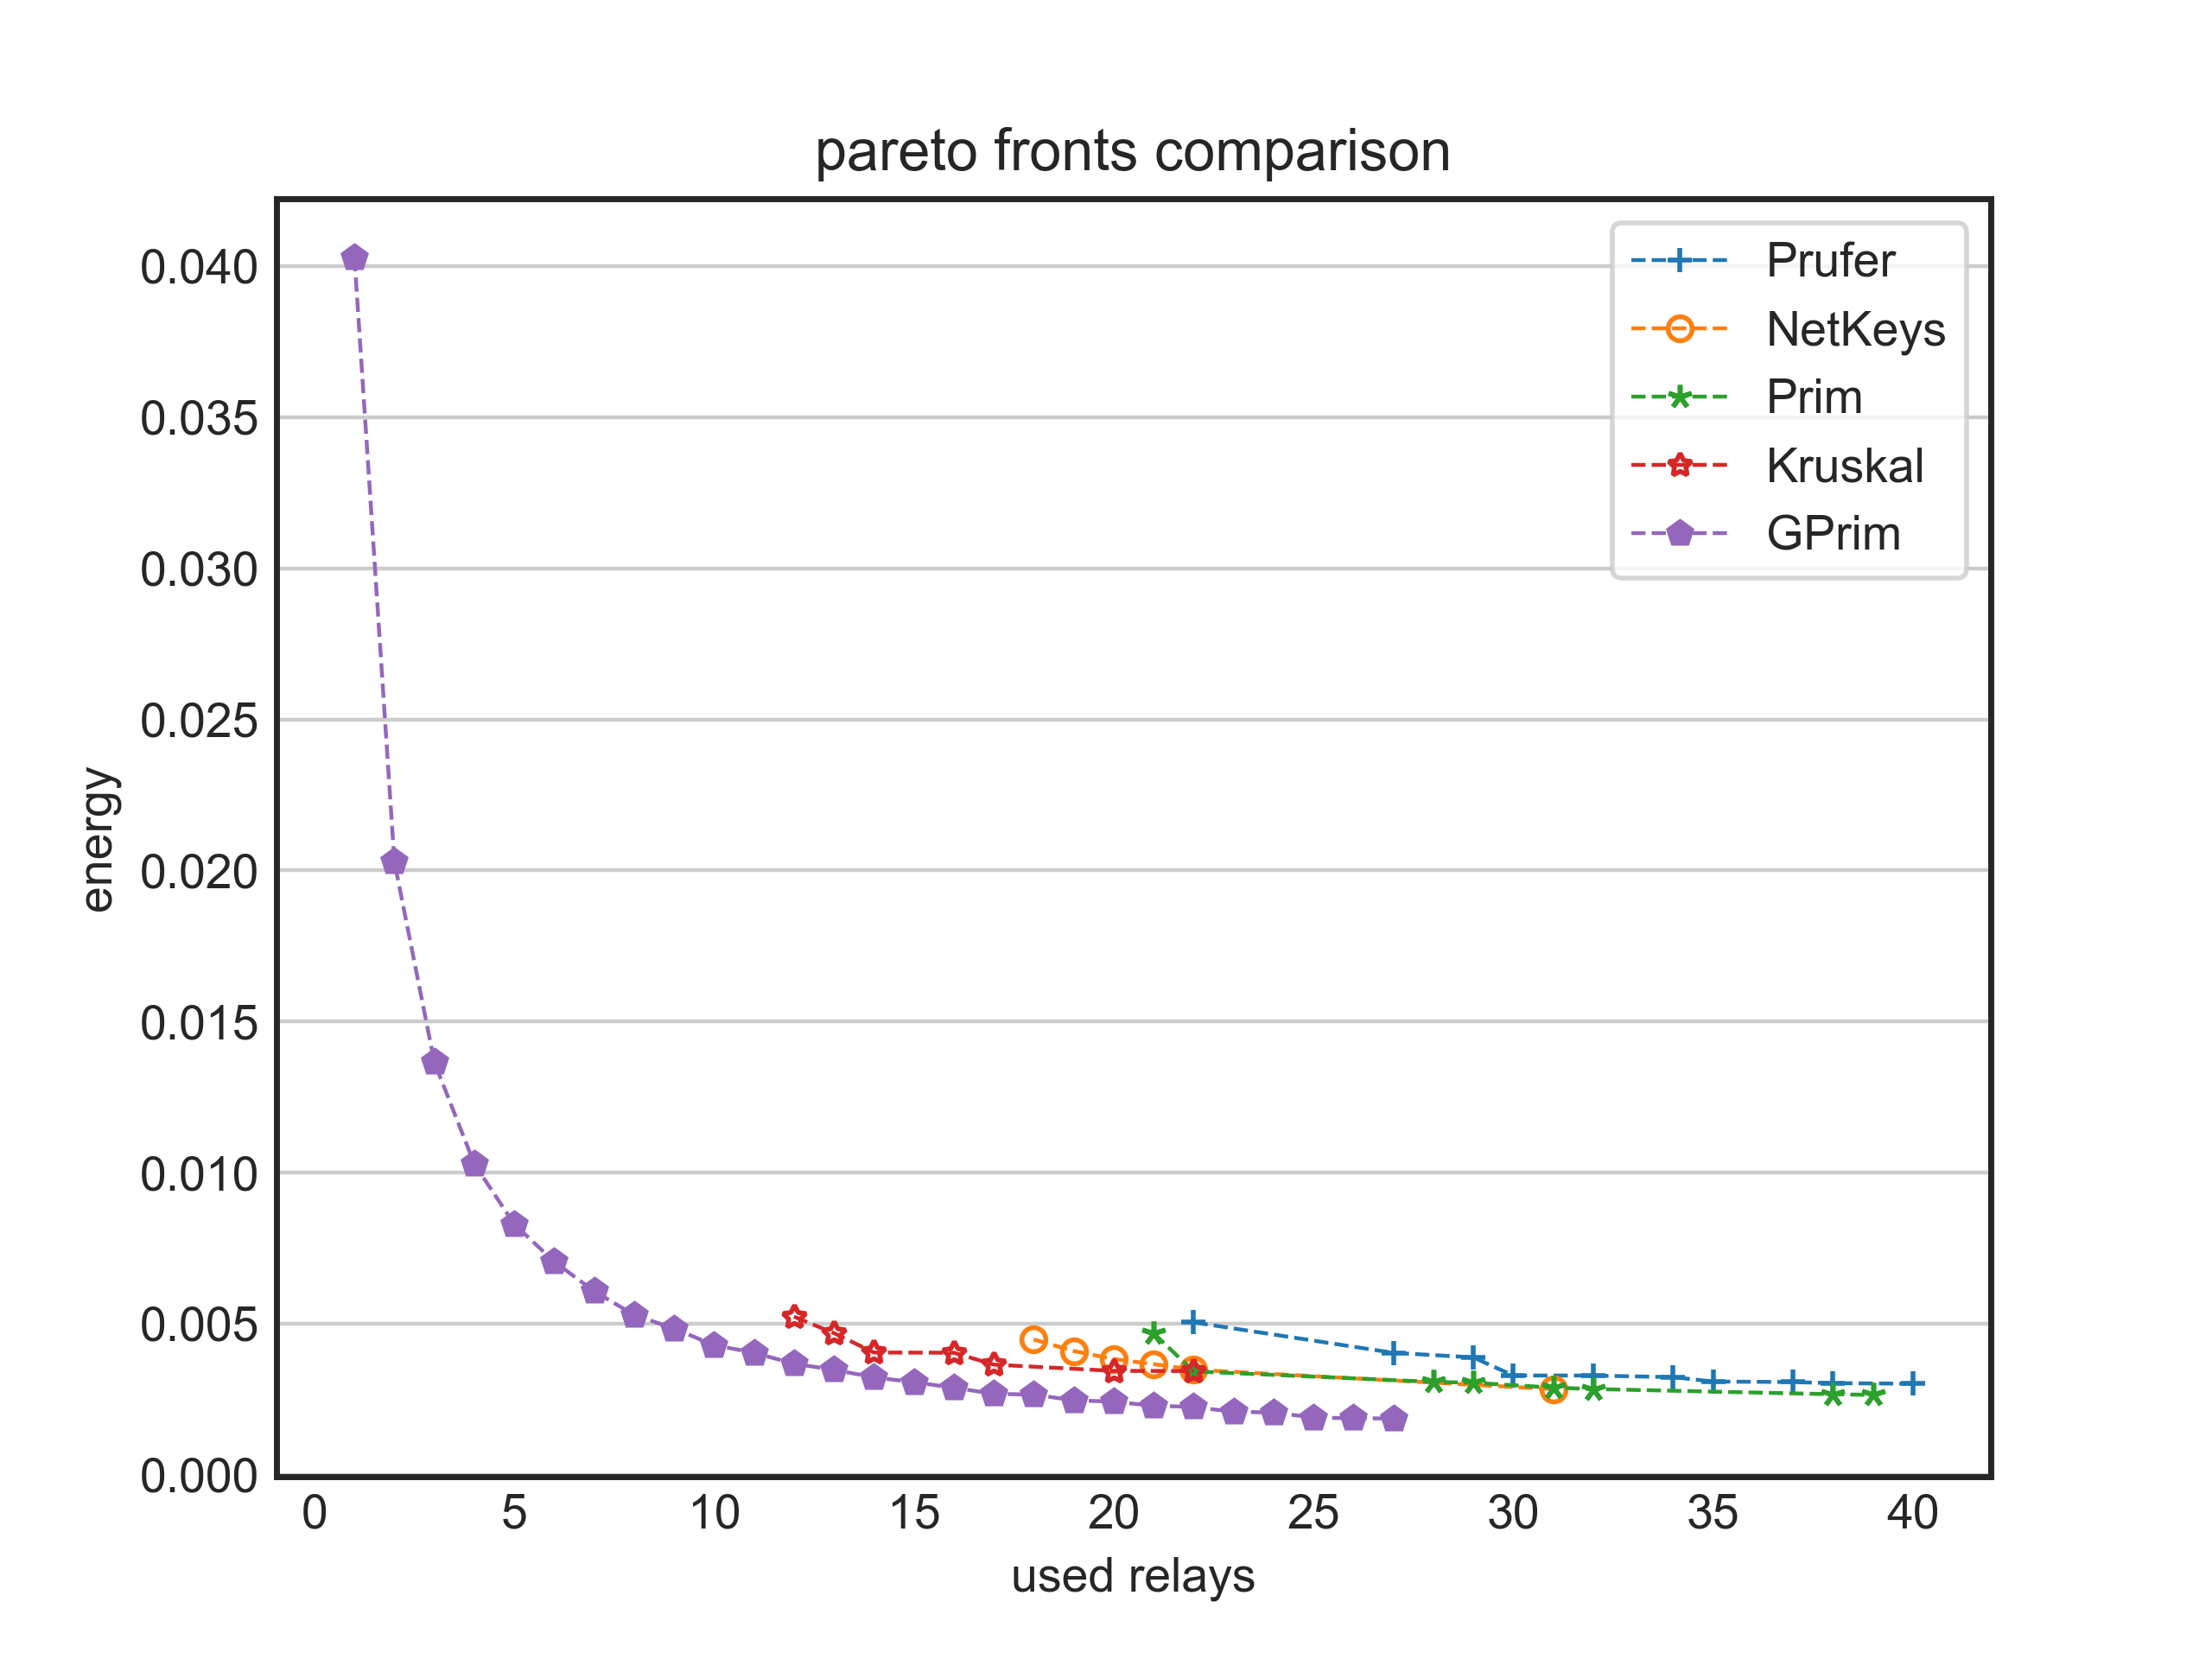 pareto fronts comparison
0.040
0.035
0.030
0.025
0.020
0.015
0.010
0.005
0.000
energy
Prufer
NetKeys
Prim
Kruskal
GPrim
0 5 10 15 20 25 30 35 40
used relays